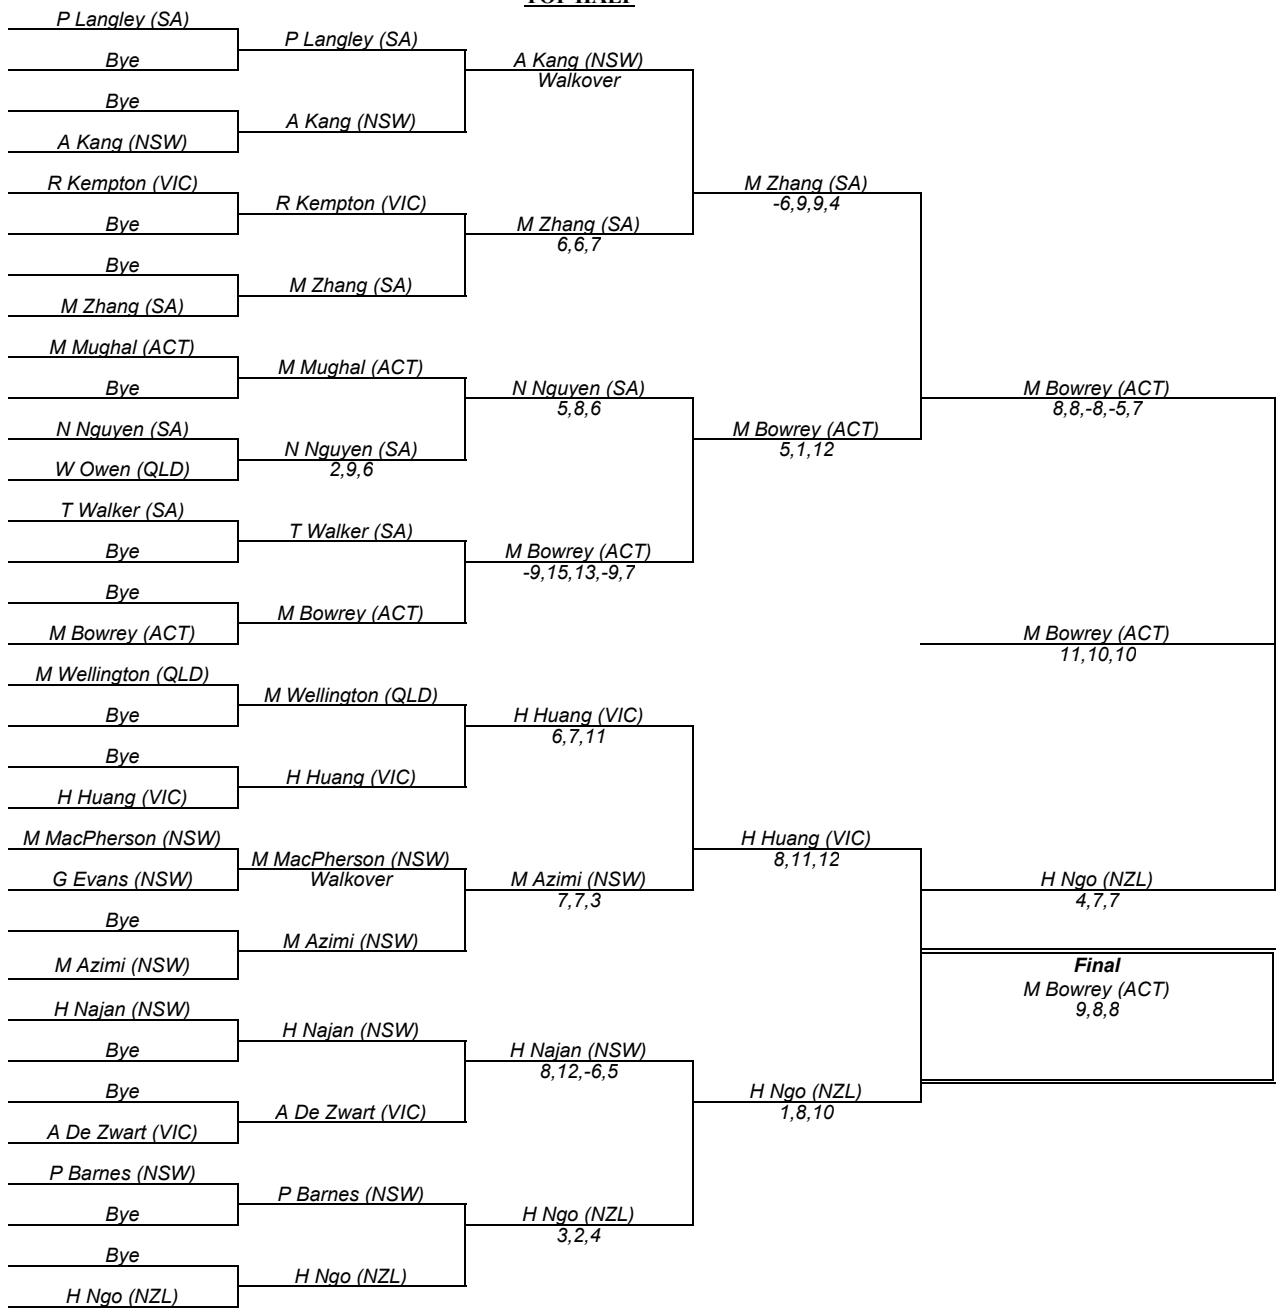 TOP HALF
P Langley (SA)
Bye
Bye
A Kang (NSW)
R Kempton (VIC)
Bye
Bye
M Zhang (SA)
M Mughal (ACT)
Bye
N Nguyen (SA)
W Owen (QLD)
T Walker (SA)
Bye
Bye
M Bowrey (ACT)
M Wellington (QLD)
Bye
Bye
H Huang (VIC)
M MacPherson (NSW)
G Evans (NSW)
Bye
M Azimi (NSW)
H Najan (NSW)
Bye
Bye
A De Zwart (VIC)
P Barnes (NSW)
Bye
Bye
H Ngo (NZL)
P Langley (SA)
A Kang (NSW)
R Kempton (VIC)
M Zhang (SA)
M Mughal (ACT)
N Nguyen (SA)
2,9,6
T Walker (SA)
M Bowrey (ACT)
M Wellington (QLD)
H Huang (VIC)
M MacPherson (NSW)
Walkover
M Azimi (NSW)
H Najan (NSW)
A De Zwart (VIC)
P Barnes (NSW)
H Ngo (NZL)
A Kang (NSW)
Walkover
M Zhang (SA)
6,6,7
N Nguyen (SA)
5,8,6
M Bowrey (ACT)
-9,15,13,-9,7
H Huang (VIC)
6,7,11
M Azimi (NSW)
7,7,3
H Najan (NSW)
8,12,-6,5
H Ngo (NZL)
3,2,4
M Zhang (SA)
-6,9,9,4
M Bowrey (ACT)
5,1,12
H Huang (VIC)
8,11,12
H Ngo (NZL)
1,8,10
M Bowrey (ACT)
8,8,-8,-5,7
M Bowrey (ACT)
11,10,10
H Ngo (NZL)
4,7,7
Final
M Bowrey (ACT)
9,8,8